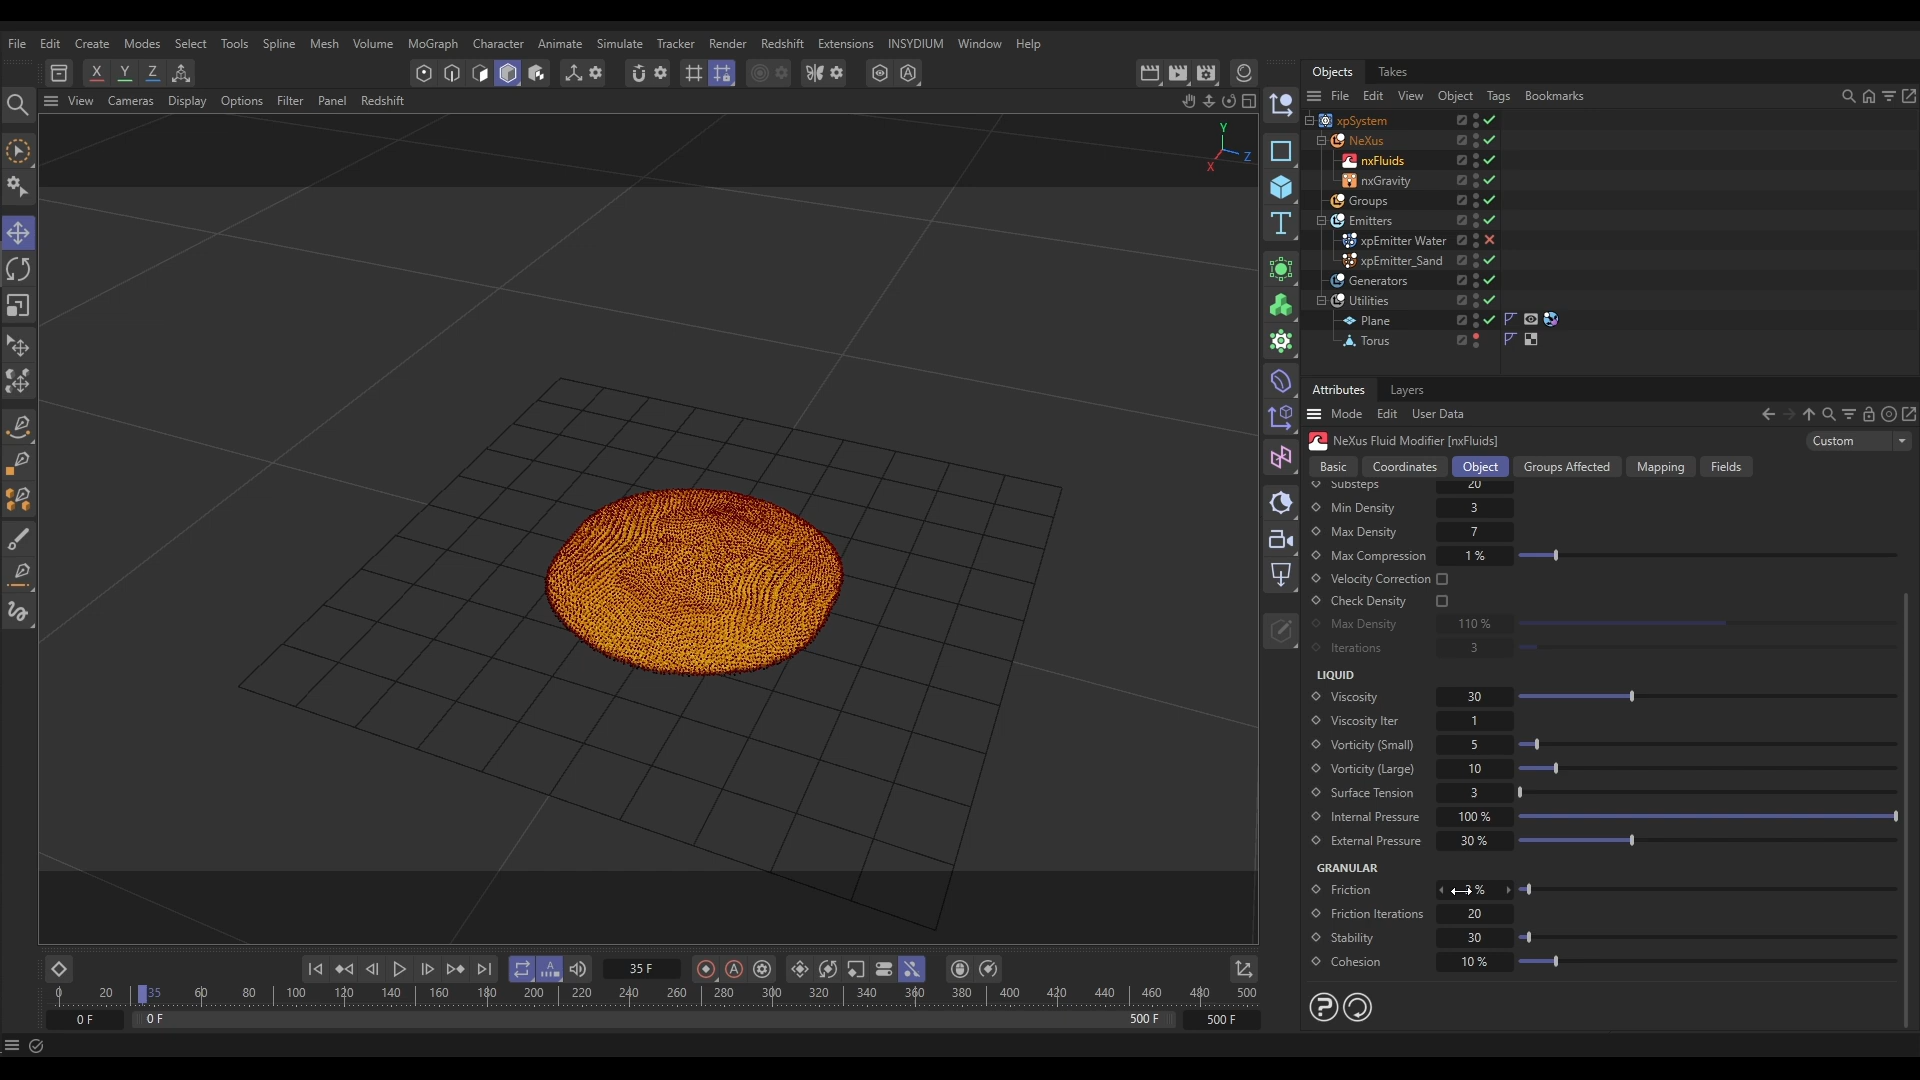 File Edit Create Modes Select Tools Spline Mesh Volume MoGraph Character Animate Simulate Tracker Render Redshift Extensions INSYDIUM Window Help
X Y Z
View Cameras Display Options Filter Panel Redshift
Y
Z
X
Objects Takes
File Edit View Object Tags Bookmarks
xpSystem
NeXus
nxFluids
nxGravity
Groups
Emitters
xpEmitter Water
xpEmitter_Sand
Generators
Utilities
Plane
Torus
Attributes Layers
Mode Edit User Data
NeXus Fluid Modifier [nxFluids] Custom
Basic Coordinates Object Groups Affected Mapping Fields
Substeps 20
Min Density 3
Max Density 7
Max Compression 1 %
Velocity Correction
Check Density
Max Density 110 %
Iterations 3
LIQUID
Viscosity 30
Viscosity Iter 1
Vorticity (Small) 5
Vorticity (Large) 10
Surface Tension 3
Internal Pressure 100 %
External Pressure 30 %
GRANULAR
Friction %
Friction Iterations 20
Stability 30
Cohesion 10 %
35 F
0 20 35 60 80 100 120 140 160 180 200 220 240 260 280 300 320 340 360 380 400 420 440 460 480 500
0 F 0 F 500 F 500 F